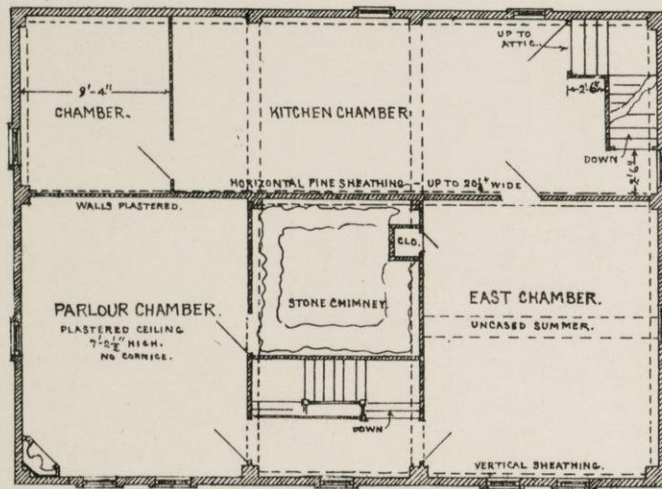 UP TO
ATTIC.
9'-4"
2'-6"
CHAMBER.
KITCHEN CHAMBER
DOWN
2'-6"
HORIZONTAL PINE SHEATHING - UP TO 20¼" WIDE
WALLS PLASTERED.
CLO.
PARLOUR CHAMBER.
PLASTERED CEILING
7'-2½" HIGH.
NO CORNICE.
STONE CHIMNEY
EAST CHAMBER.
UNCASED SUMMER.
DOWN
VERTICAL SHEATHING.